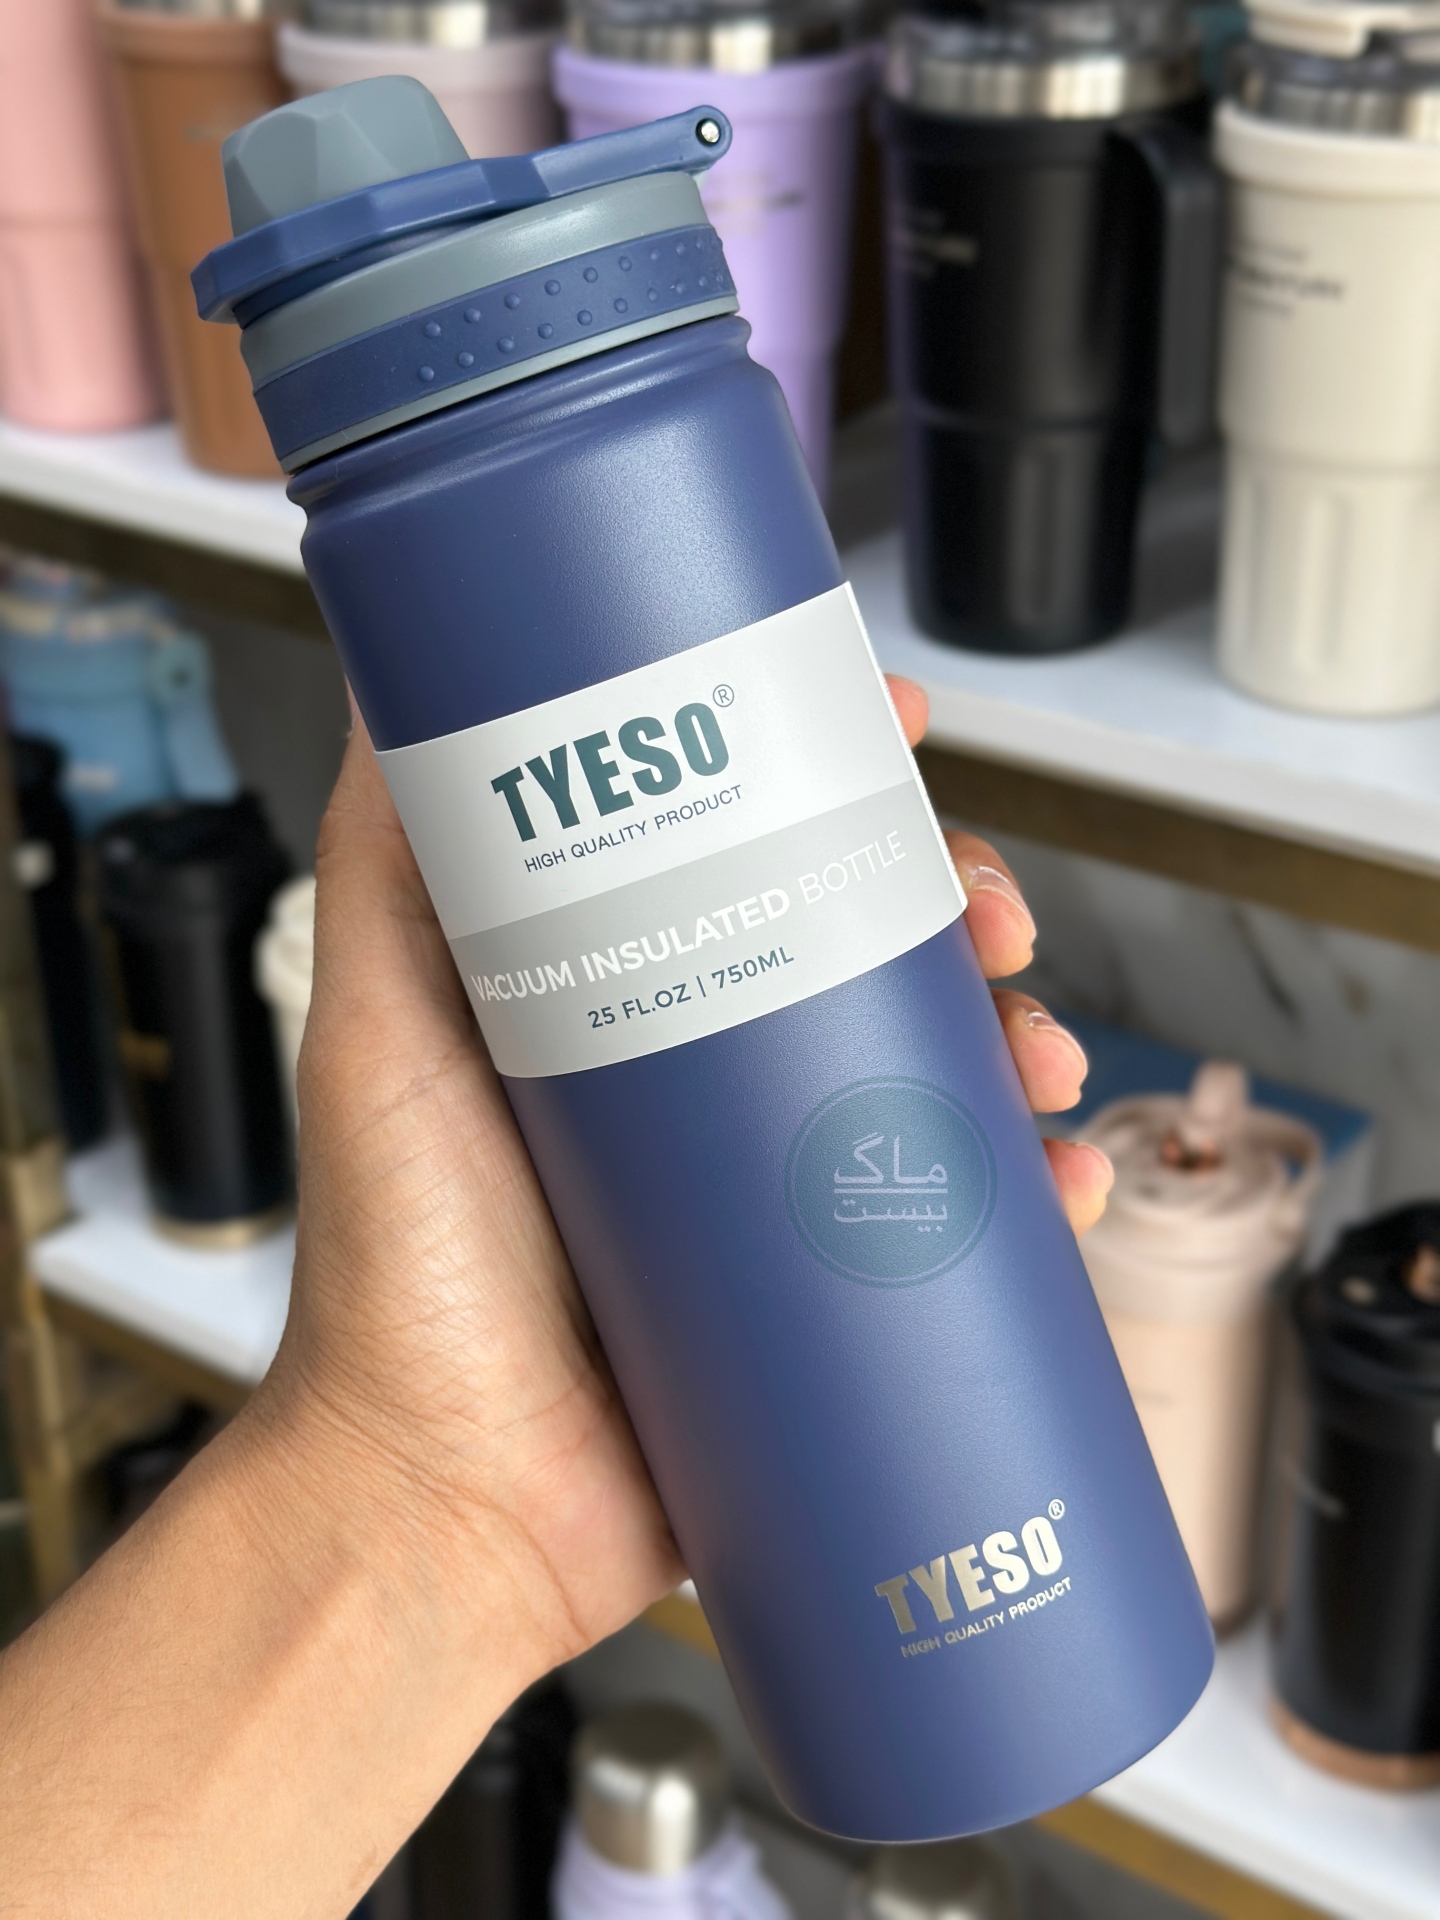 TYESO®
HIGH QUALITY PRODUCT
VACUUM INSULATED BOTTLE
25 FL.OZ | 750ML
ماگ
بیست
TYESO®
HIGH QUALITY PRODUCT